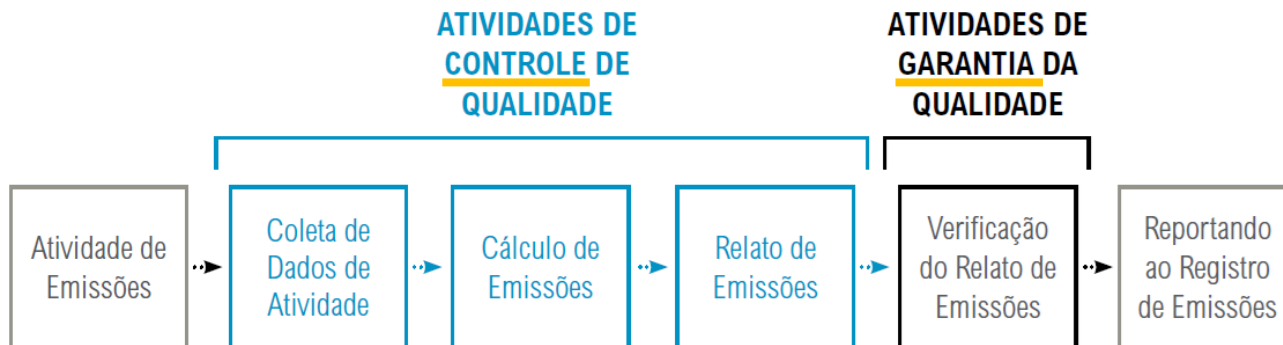 ATIVIDADES DE
CONTROLE DE
QUALIDADE
ATIVIDADES DE
GARANTIA DA
QUALIDADE
Atividade de
Emissões
Coleta de
Dados de
Atividade
Cálculo de
Emissões
Relato de
Emissões
Verificação
do Relato de
Emissões
Reportando
ao Registro
de Emissões